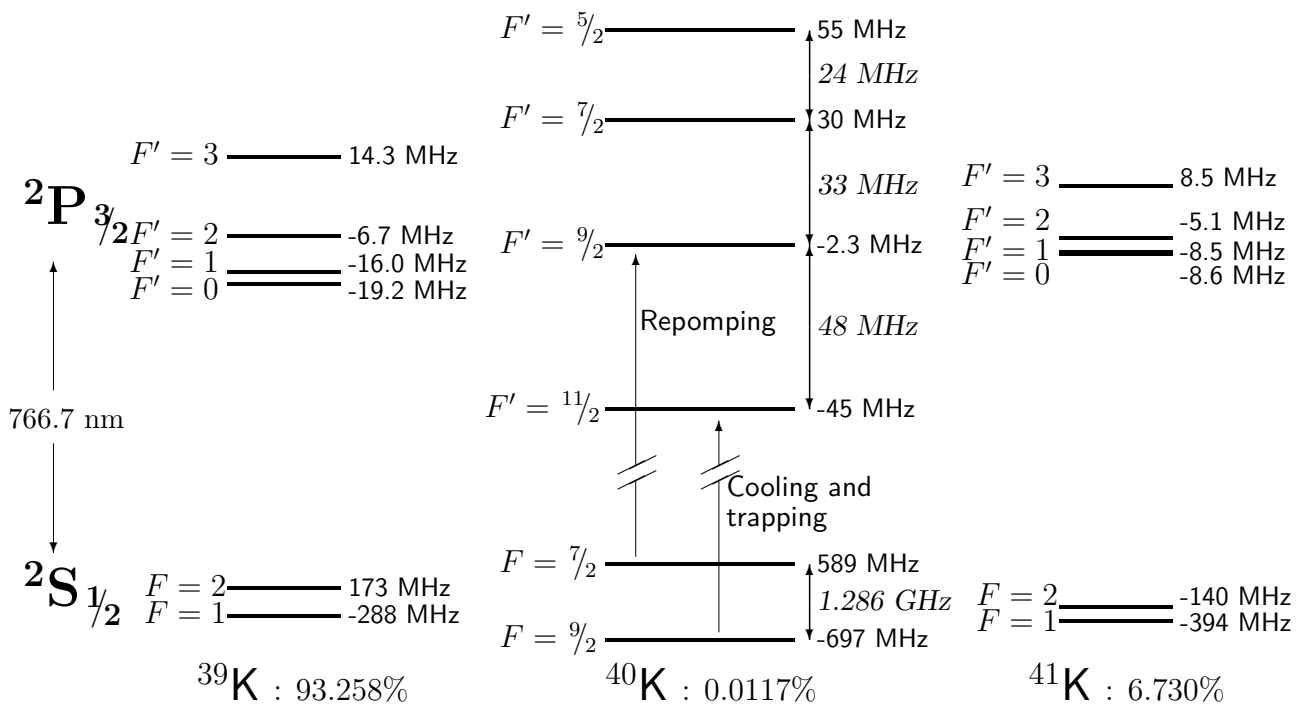 F′ = 5/2 55 MHz
24 MHz
F′ = 7/2 30 MHz
F′ = 3 14.3 MHz
33 MHz
F′ = 3 8.5 MHz
²P 3/2
F′ = 2 -6.7 MHz
F′ = 9/2 -2.3 MHz
F′ = 2 -5.1 MHz
F′ = 1 -16.0 MHz
F′ = 1 -8.5 MHz
F′ = 0 -19.2 MHz
F′ = 0 -8.6 MHz
Repomping
48 MHz
766.7 nm
F′ = 11/2 -45 MHz
Cooling and
trapping
²S 1/2
F = 2 173 MHz
F = 1 -288 MHz
F = 7/2 589 MHz
1.286 GHz
F = 9/2 -697 MHz
F = 2 -140 MHz
F = 1 -394 MHz
³⁹K : 93.258%
⁴⁰K : 0.0117%
⁴¹K : 6.730%